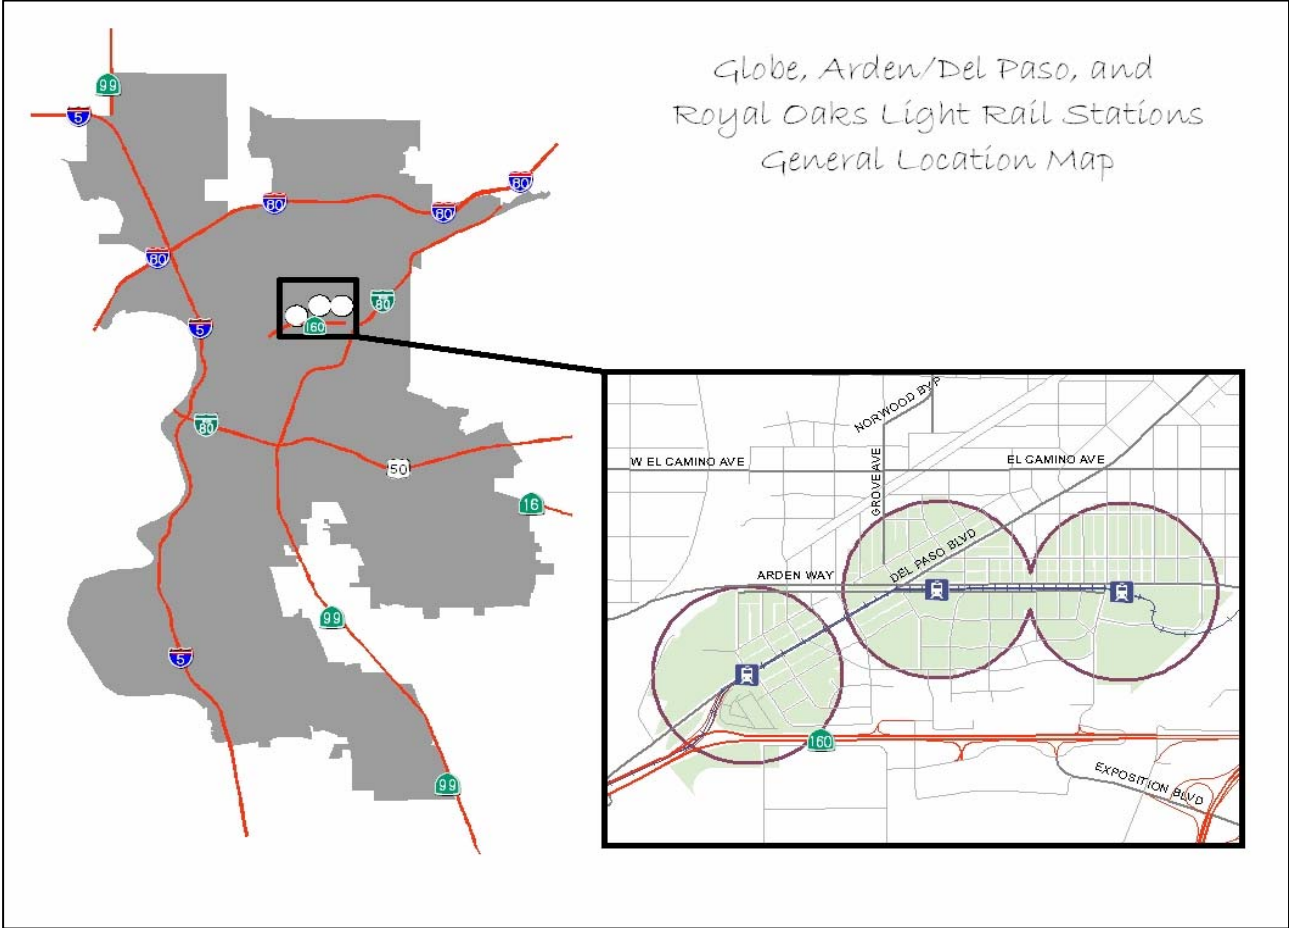 Globe, Arden/Del Paso, and
Royal Oaks Light Rail Stations
General Location Map
99
5
80
80
80
80
5
80
160
80
50
16
99
5
99
NORWOOD BYP
W EL CAMINO AVE
EL CAMINO AVE
GROVE AVE
DEL PASO BLVD
ARDEN WAY
160
EXPOSITION BLVD